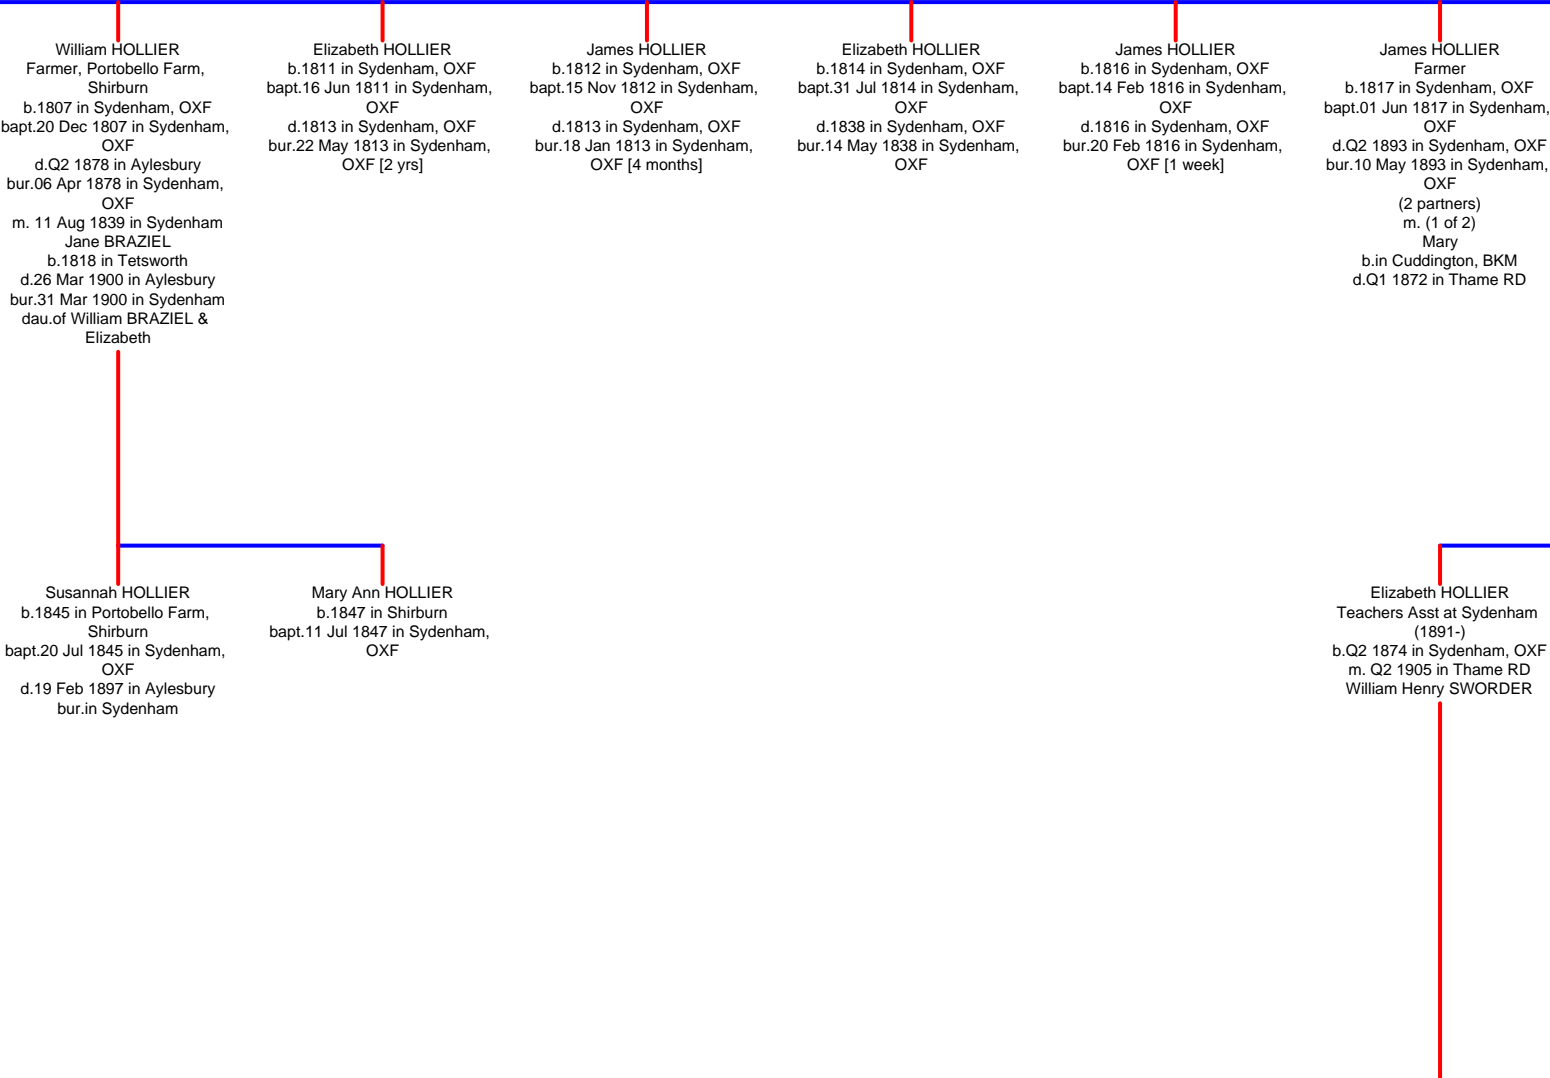 William HOLLIER
Farmer, Portobello Farm,
Shirburn
b.1807 in Sydenham, OXF
bapt.20 Dec 1807 in Sydenham,
OXF
d.Q2 1878 in Aylesbury
bur.06 Apr 1878 in Sydenham,
OXF
m. 11 Aug 1839 in Sydenham
Jane BRAZIEL
b.1818 in Tetsworth
d.26 Mar 1900 in Aylesbury
bur.31 Mar 1900 in Sydenham
dau.of William BRAZIEL &
Elizabeth
Elizabeth HOLLIER
b.1811 in Sydenham, OXF
bapt.16 Jun 1811 in Sydenham,
OXF
d.1813 in Sydenham, OXF
bur.22 May 1813 in Sydenham,
OXF [2 yrs]
James HOLLIER
b.1812 in Sydenham, OXF
bapt.15 Nov 1812 in Sydenham,
OXF
d.1813 in Sydenham, OXF
bur.18 Jan 1813 in Sydenham,
OXF [4 months]
Elizabeth HOLLIER
b.1814 in Sydenham, OXF
bapt.31 Jul 1814 in Sydenham,
OXF
d.1838 in Sydenham, OXF
bur.14 May 1838 in Sydenham,
OXF
James HOLLIER
b.1816 in Sydenham, OXF
bapt.14 Feb 1816 in Sydenham,
OXF
d.1816 in Sydenham, OXF
bur.20 Feb 1816 in Sydenham,
OXF [1 week]
James HOLLIER
Farmer
b.1817 in Sydenham, OXF
bapt.01 Jun 1817 in Sydenham,
OXF
d.Q2 1893 in Sydenham, OXF
bur.10 May 1893 in Sydenham,
OXF
(2 partners)
m. (1 of 2)
Mary
b.in Cuddington, BKM
d.Q1 1872 in Thame RD
Susannah HOLLIER
b.1845 in Portobello Farm,
Shirburn
bapt.20 Jul 1845 in Sydenham,
OXF
d.19 Feb 1897 in Aylesbury
bur.in Sydenham
Mary Ann HOLLIER
b.1847 in Shirburn
bapt.11 Jul 1847 in Sydenham,
OXF
Elizabeth HOLLIER
Teachers Asst at Sydenham
(1891-)
b.Q2 1874 in Sydenham, OXF
m. Q2 1905 in Thame RD
William Henry SWORDER